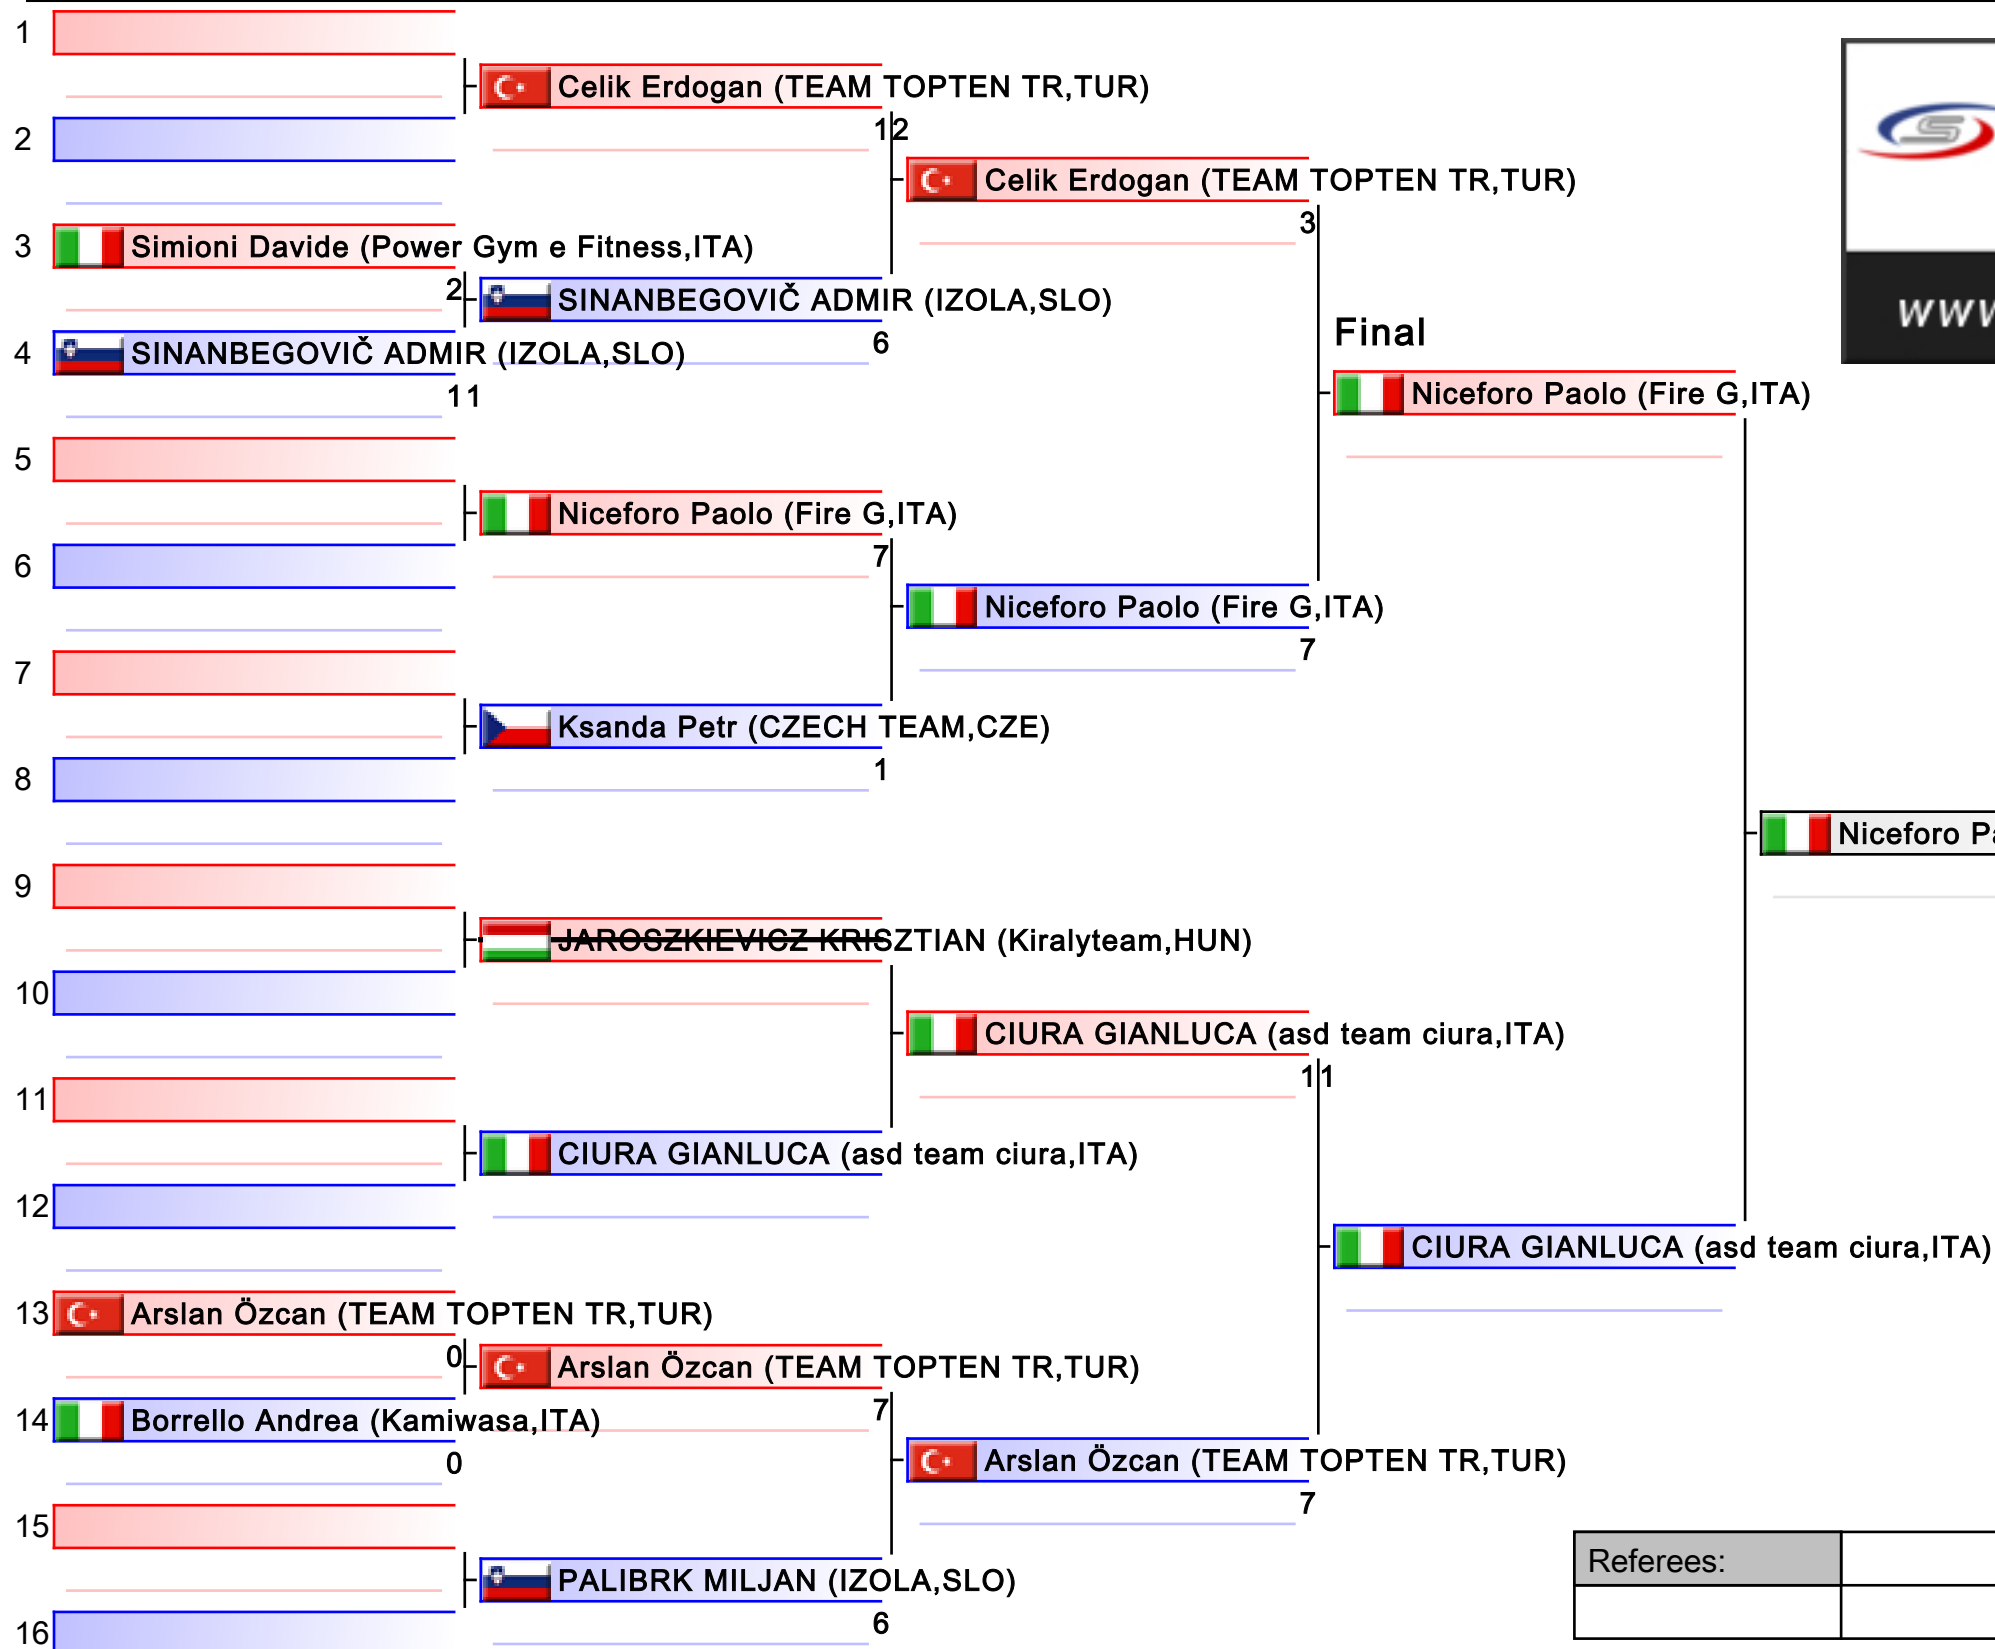 1
Celik Erdogan (TEAM TOPTEN TR,TUR)
12
2
Celik Erdogan (TEAM TOPTEN TR,TUR)
3
3 Simioni Davide (Power Gym e Fitness,ITA)
2
SINANBEGOVIČ ADMIR (IZOLA,SLO)
6
www
Final
4 SINANBEGOVIČ ADMIR (IZOLA,SLO)
11
Niceforo Paolo (Fire G,ITA)
5
Niceforo Paolo (Fire G,ITA)
7
6
Niceforo Paolo (Fire G,ITA)
7
7
Ksanda Petr (CZECH TEAM,CZE)
1
8
Niceforo Pa
9
JAROSZKIEVICZ KRISZTIAN (Kiralyteam,HUN)
10
CIURA GIANLUCA (asd team ciura,ITA)
11
11
CIURA GIANLUCA (asd team ciura,ITA)
12
CIURA GIANLUCA (asd team ciura,ITA)
13 Arslan Özcan (TEAM TOPTEN TR,TUR)
0
Arslan Özcan (TEAM TOPTEN TR,TUR)
7
14 Borrello Andrea (Kamiwasa,ITA)
0
Arslan Özcan (TEAM TOPTEN TR,TUR)
7
15
PALIBRK MILJAN (IZOLA,SLO)
6
Referees:
16